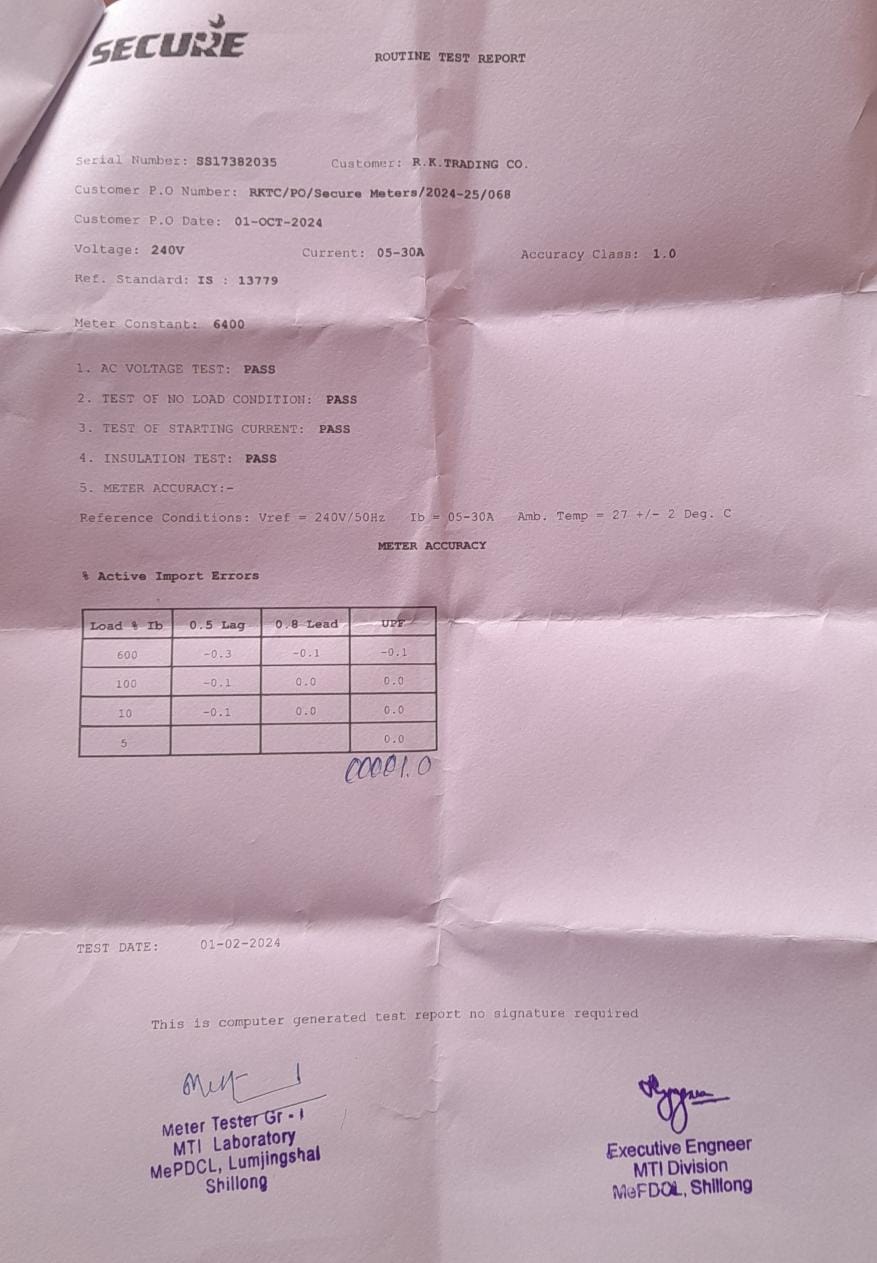 SECURE
ROUTINE TEST REPORT
Serial Number: SS17382035 Customer: R.K.TRADING CO.
Customer P.O Number: RKTC/PO/Secure Meters/2024-25/068
Customer P.O Date: 01-OCT-2024
Voltage: 240V Current: 05-30A Accuracy Class: 1.0
Ref. Standard: IS : 13779
Meter Constant: 6400
1. AC VOLTAGE TEST: PASS
2. TEST OF NO LOAD CONDITION: PASS
3. TEST OF STARTING CURRENT: PASS
4. INSULATION TEST: PASS
5. METER ACCURACY:-
Reference Conditions: Vref = 240V/50Hz Ib = 05-30A Amb. Temp = 27 +/- 2 Deg. C
METER ACCURACY
% Active Import Errors
Load % Ib 0.5 Lag 0.8 Lead UPF
600 -0.3 -0.1 -0.1
100 -0.1 0.0 0.0
10 -0.1 0.0 0.0
5 0.0
00001.0
TEST DATE: 01-02-2024
This is computer generated test report no signature required
Meter Tester Gr - I
MTI Laboratory
MePDCL, Lumjingshai
Shillong
Executive Engneer
MTI Division
MePDCL, Shillong